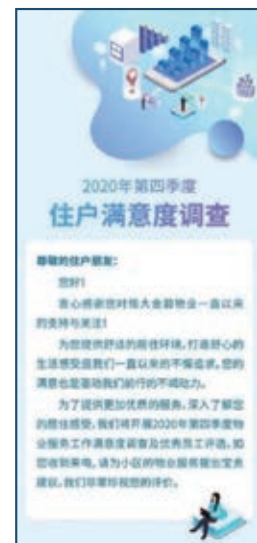 2020年第四季度
住户满意度调查
尊敬的住户朋友:
您好!
衷心感谢您对恒大金碧物业一直以来
的支持与关注!
为您提供舒适的居住环境,打造舒心的
生活感受是我们一直以来的不懈追求,您的
满意也是驱动我们前行的不竭动力。
为了提供更加优质的服务,深入了解您
的居住感受,我们将开展2020年第四季度物
业服务工作满意度调查及优秀员工评选,如
您收到来电,请为小区的物业服务提出宝贵
建议,我们非常珍视您的评价。